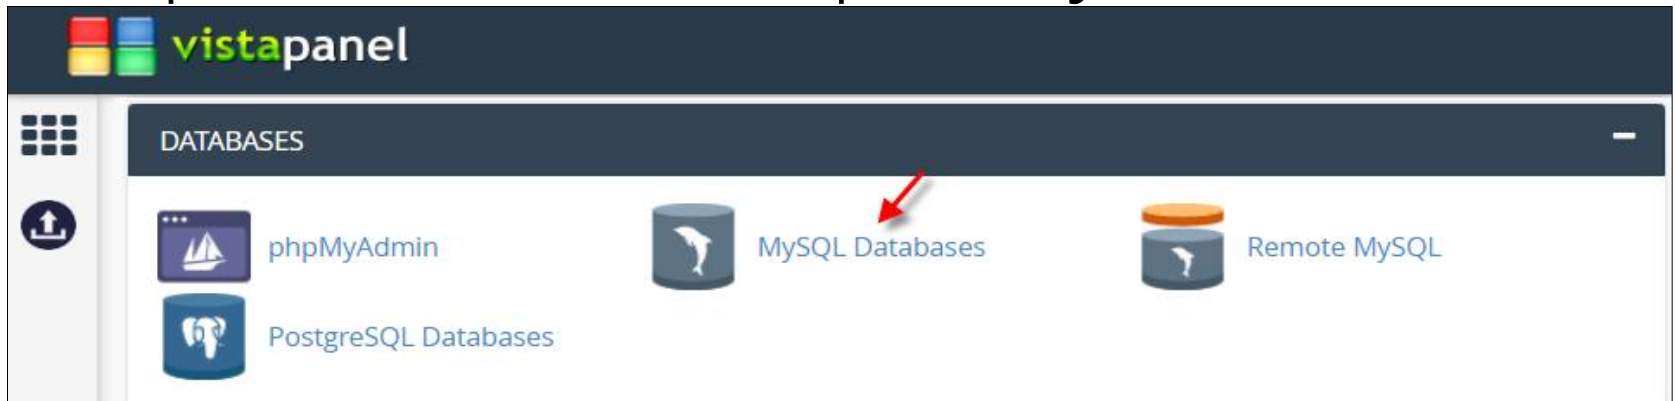 vistapanel
DATABASES
phpMyAdmin
MySQL Databases
Remote MySQL
PostgreSQL Databases